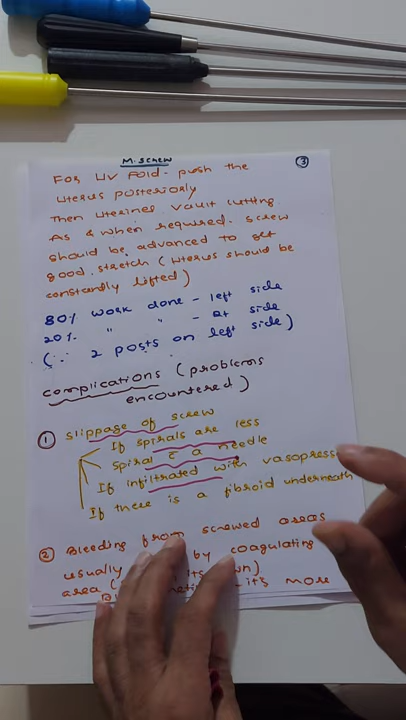 M. screw
③
For UV Fold - push the
uterus posteriorly
Then uterines. vault cutting.
As & when required. screw
should be advanced to get
good. stretch (uterus should be
constantly lifted)
80% work done - left side
20% " " - Rt side
(∵ 2 posts on left side)
complications (problems
encountered)
① slippage of screw
If spirals are less
Spiral c̄ a needle
If infiltrated with vasopress
If there is a fibroid underneath
② Bleeding from screwed areas
usually by coagulating
area (
its more